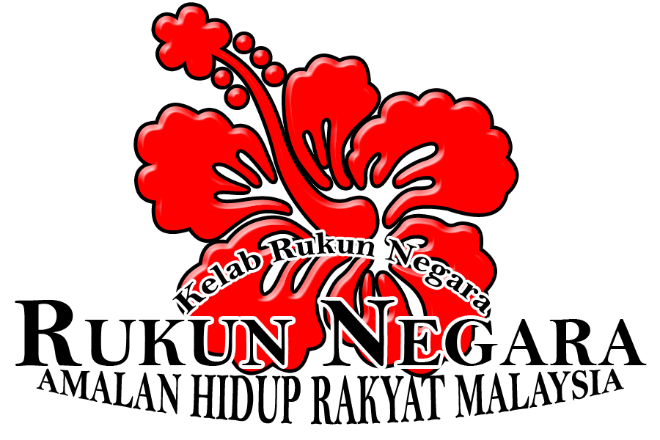 Kelab Rukun Negara
RUKUN NEGARA
AMALAN HIDUP RAKYAT MALAYSIA